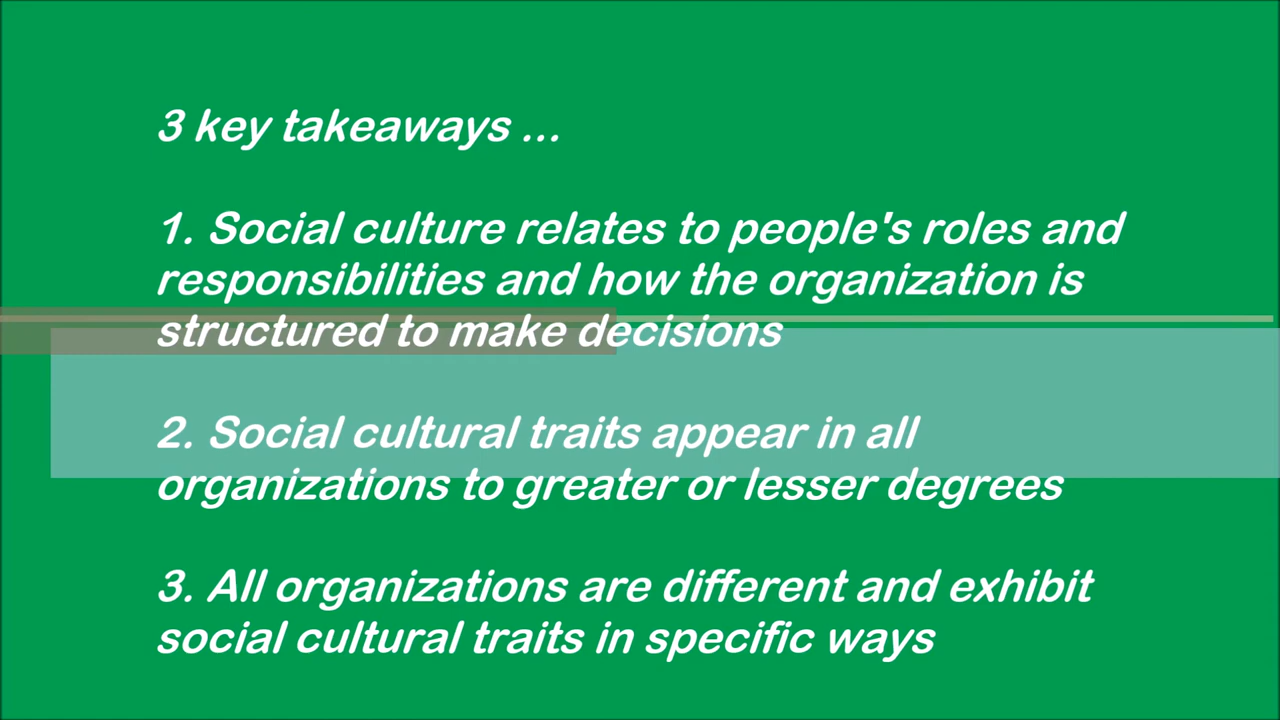 3 key takeaways ...
1. Social culture relates to people's roles and
responsibilities and how the organization is
structured to make decisions
2. Social cultural traits appear in all
organizations to greater or lesser degrees
3. All organizations are different and exhibit
social cultural traits in specific ways